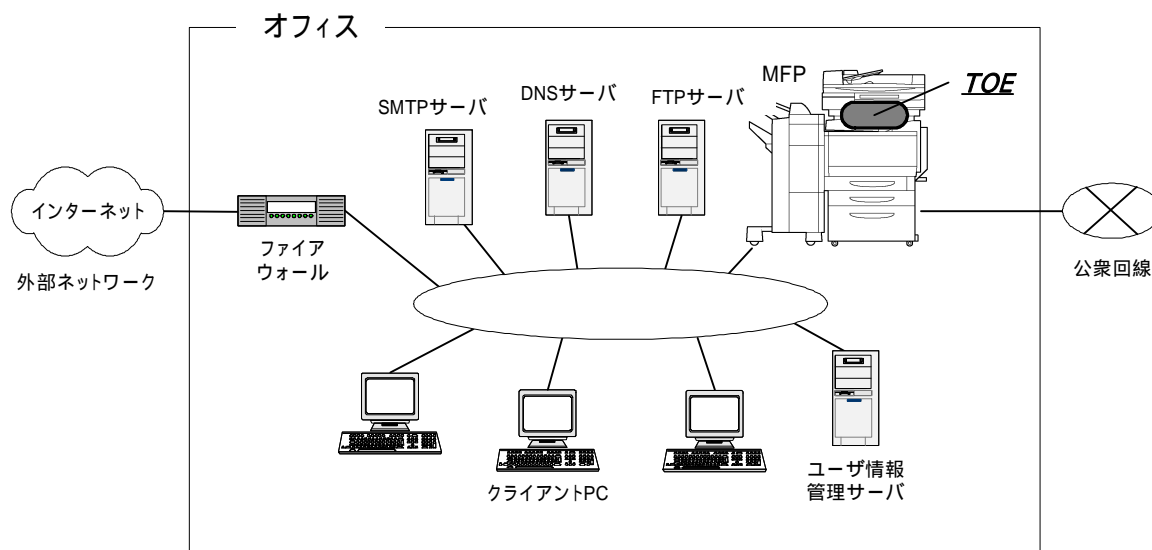 オフィス
MFP
TOE
SMTPサーバ
DNSサーバ
FTPサーバ
インターネット
外部ネットワーク
ファイア
ウォール
公衆回線
クライアントPC
ユーザ情報
管理サーバ